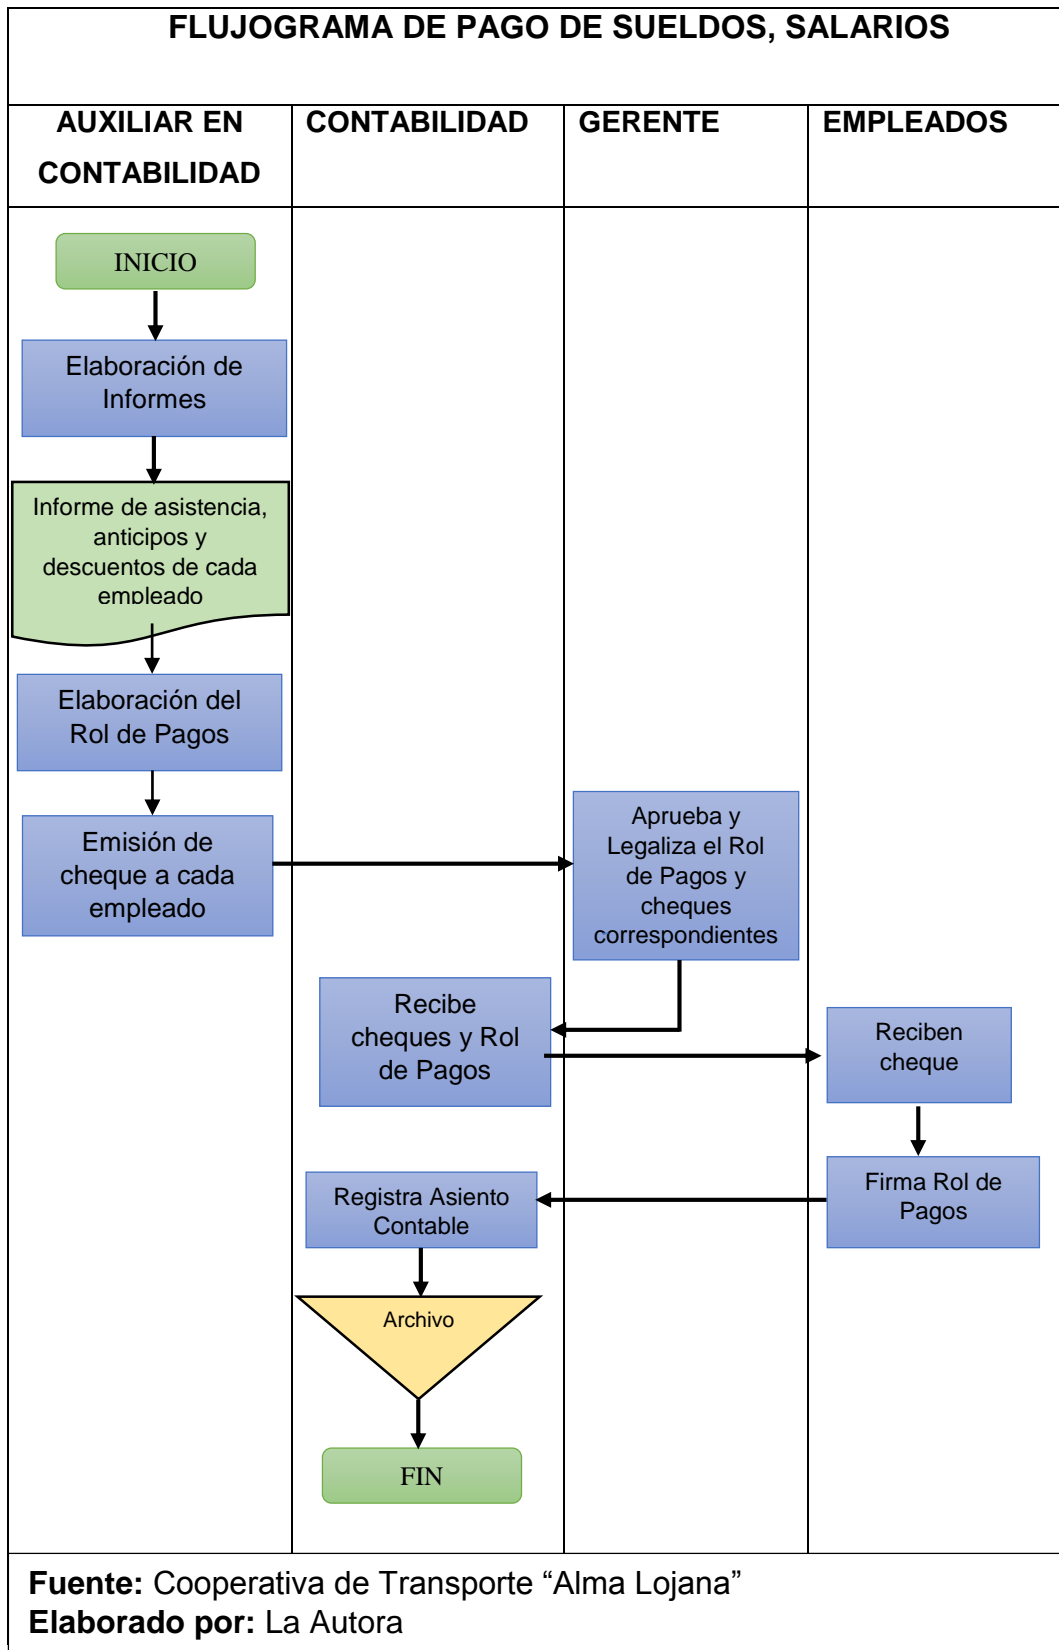 FLUJOGRAMA DE PAGO DE SUELDOS, SALARIOS
AUXILIAR EN
CONTABILIDAD
CONTABILIDAD
GERENTE
EMPLEADOS
INICIO
Elaboración de
Informes
Informe de asistencia,
anticipos y
descuentos de cada
empleado
Elaboración del
Rol de Pagos
Emisión de
cheque a cada
empleado
Aprueba y
Legaliza el Rol
de Pagos y
cheques
correspondientes
Recibe
cheques y Rol
de Pagos
Reciben
cheque
Firma Rol de
Pagos
Registra Asiento
Contable
Archivo
FIN
Fuente: Cooperativa de Transporte “Alma Lojana”
Elaborado por: La Autora